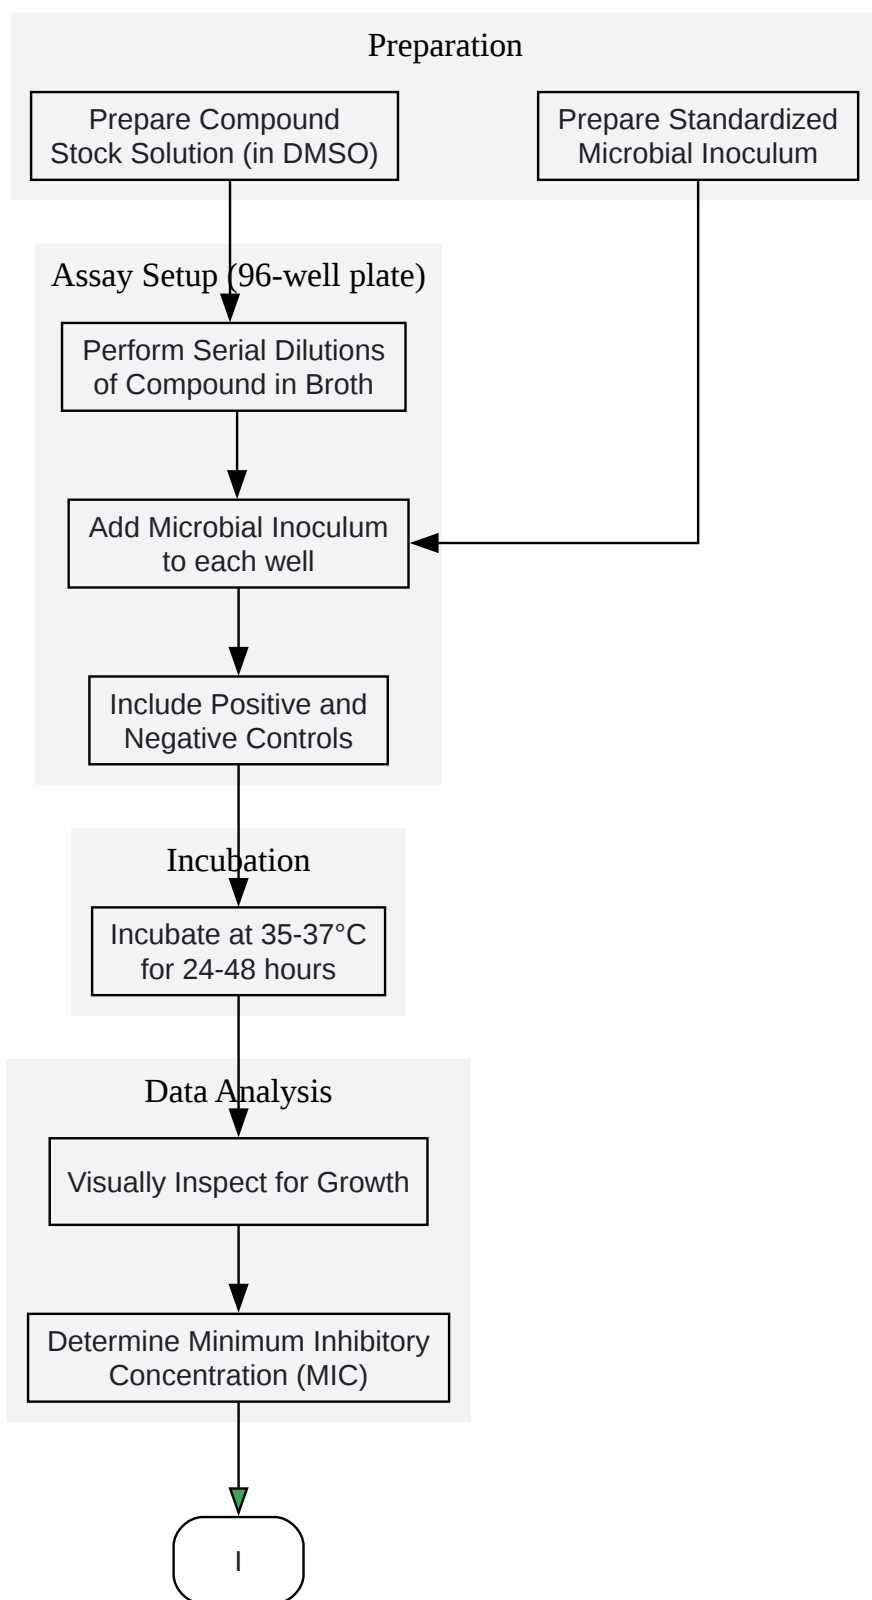 Preparation
Prepare Compound
Stock Solution (in DMSO)
Prepare Standardized
Microbial Inoculum
Assay Setup (96-well plate)
Perform Serial Dilutions
of Compound in Broth
Add Microbial Inoculum
to each well
Include Positive and
Negative Controls
Incubation
Incubate at 35-37°C
for 24-48 hours
Data Analysis
Visually Inspect for Growth
Determine Minimum Inhibitory
Concentration (MIC)
I